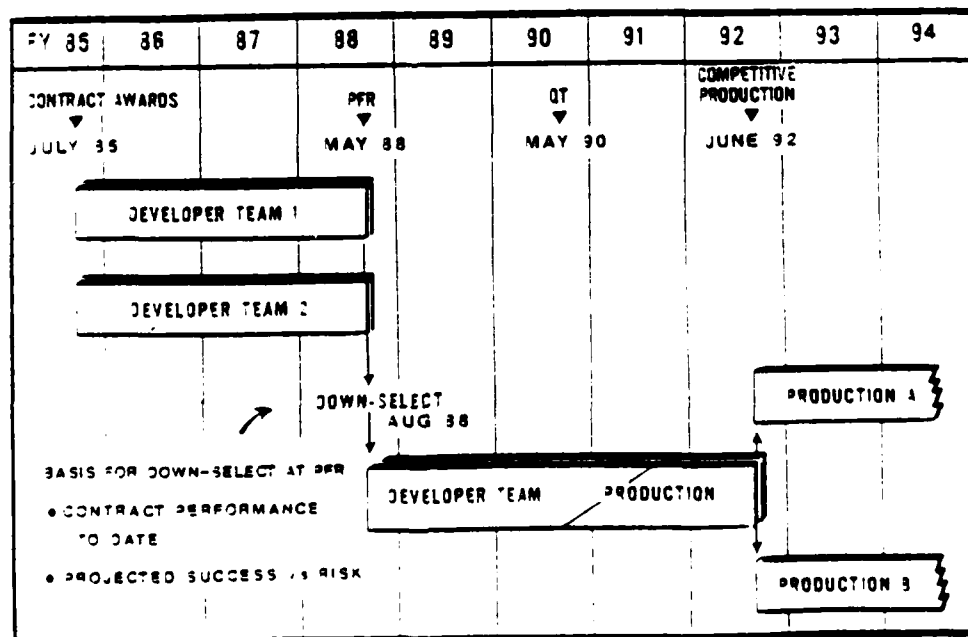 FY 85 86 87 88 89 90 91 92 93 94
CONTRACT AWARDS
JULY 85
PFR
MAY 88
QT
MAY 90
COMPETITIVE
PRODUCTION
JUNE 92
DEVELOPER TEAM 1
DEVELOPER TEAM 2
DOWN-SELECT
AUG 88
BASIS FOR DOWN-SELECT AT PFR
• CONTRACT PERFORMANCE
TO DATE
• PROJECTED SUCCESS vs RISK
DEVELOPER TEAM
PRODUCTION
PRODUCTION A
PRODUCTION B